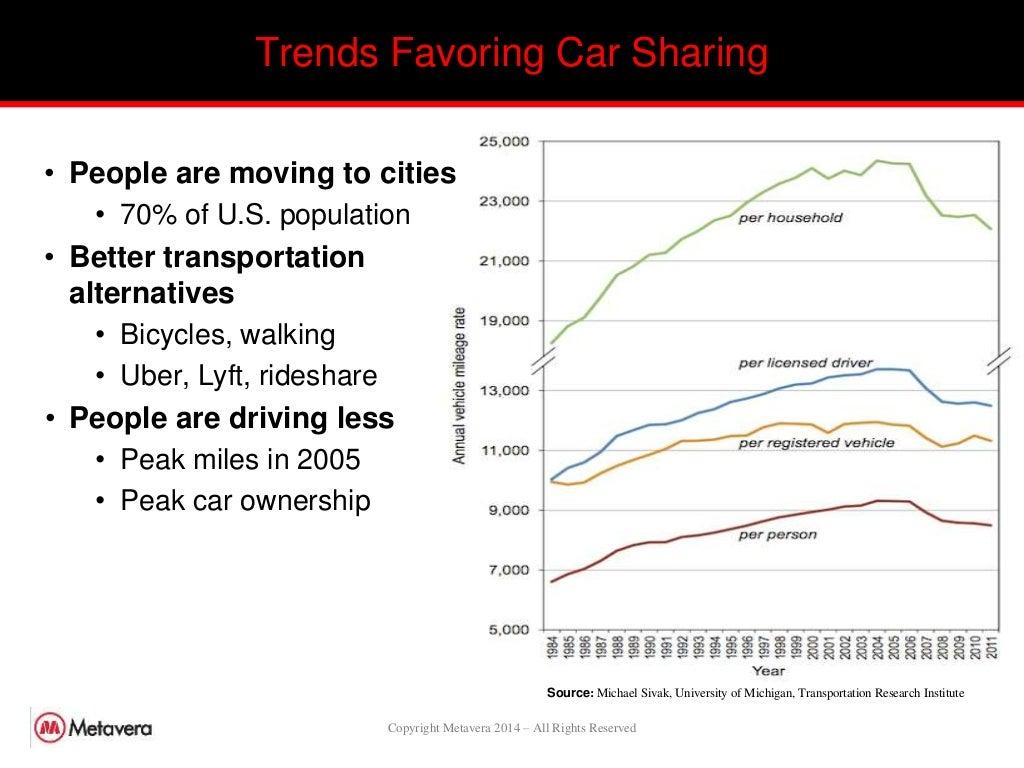 Trends Favoring Car Sharing
• People are moving to cities
• 70% of U.S. population
• Better transportation
alternatives
• Bicycles, walking
• Uber, Lyft, rideshare
• People are driving less
• Peak miles in 2005
• Peak car ownership
Annual vehicle mileage rate
25,000
23,000
21,000
19,000
13,000
11,000
9,000
7,000
5,000
per household
per licensed driver
per registered vehicle
per person
1984 1985 1986 1987 1988 1989 1990 1991 1992 1993 1994 1995 1996 1997 1998 1999 2000 2001 2002 2003 2004 2005 2006 2007 2008 2009 2010 2011
Year
Source: Michael Sivak, University of Michigan, Transportation Research Institute
Metavera
Copyright Metavera 2014 – All Rights Reserved